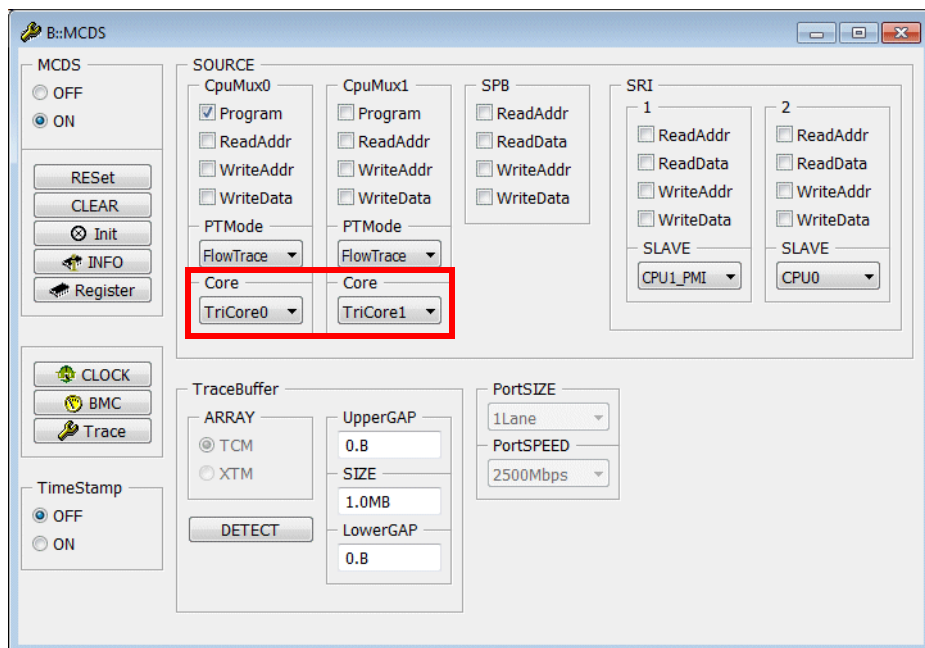 B::MCDS
MCDS
OFF
ON
RESet
CLEAR
Init
INFO
Register
CLOCK
BMC
Trace
TimeStamp
OFF
ON
SOURCE
CpuMux0
Program
ReadAddr
WriteAddr
WriteData
PTMode
FlowTrace
Core
TriCore0
CpuMux1
Program
ReadAddr
WriteAddr
WriteData
PTMode
FlowTrace
Core
TriCore1
SPB
ReadAddr
ReadData
WriteAddr
WriteData
SRI
1
ReadAddr
ReadData
WriteAddr
WriteData
SLAVE
CPU1_PMI
2
ReadAddr
ReadData
WriteAddr
WriteData
SLAVE
CPU0
TraceBuffer
ARRAY
TCM
XTM
DETECT
UpperGAP
0.B
SIZE
1.0MB
LowerGAP
0.B
PortSIZE
1Lane
PortSPEED
2500Mbps